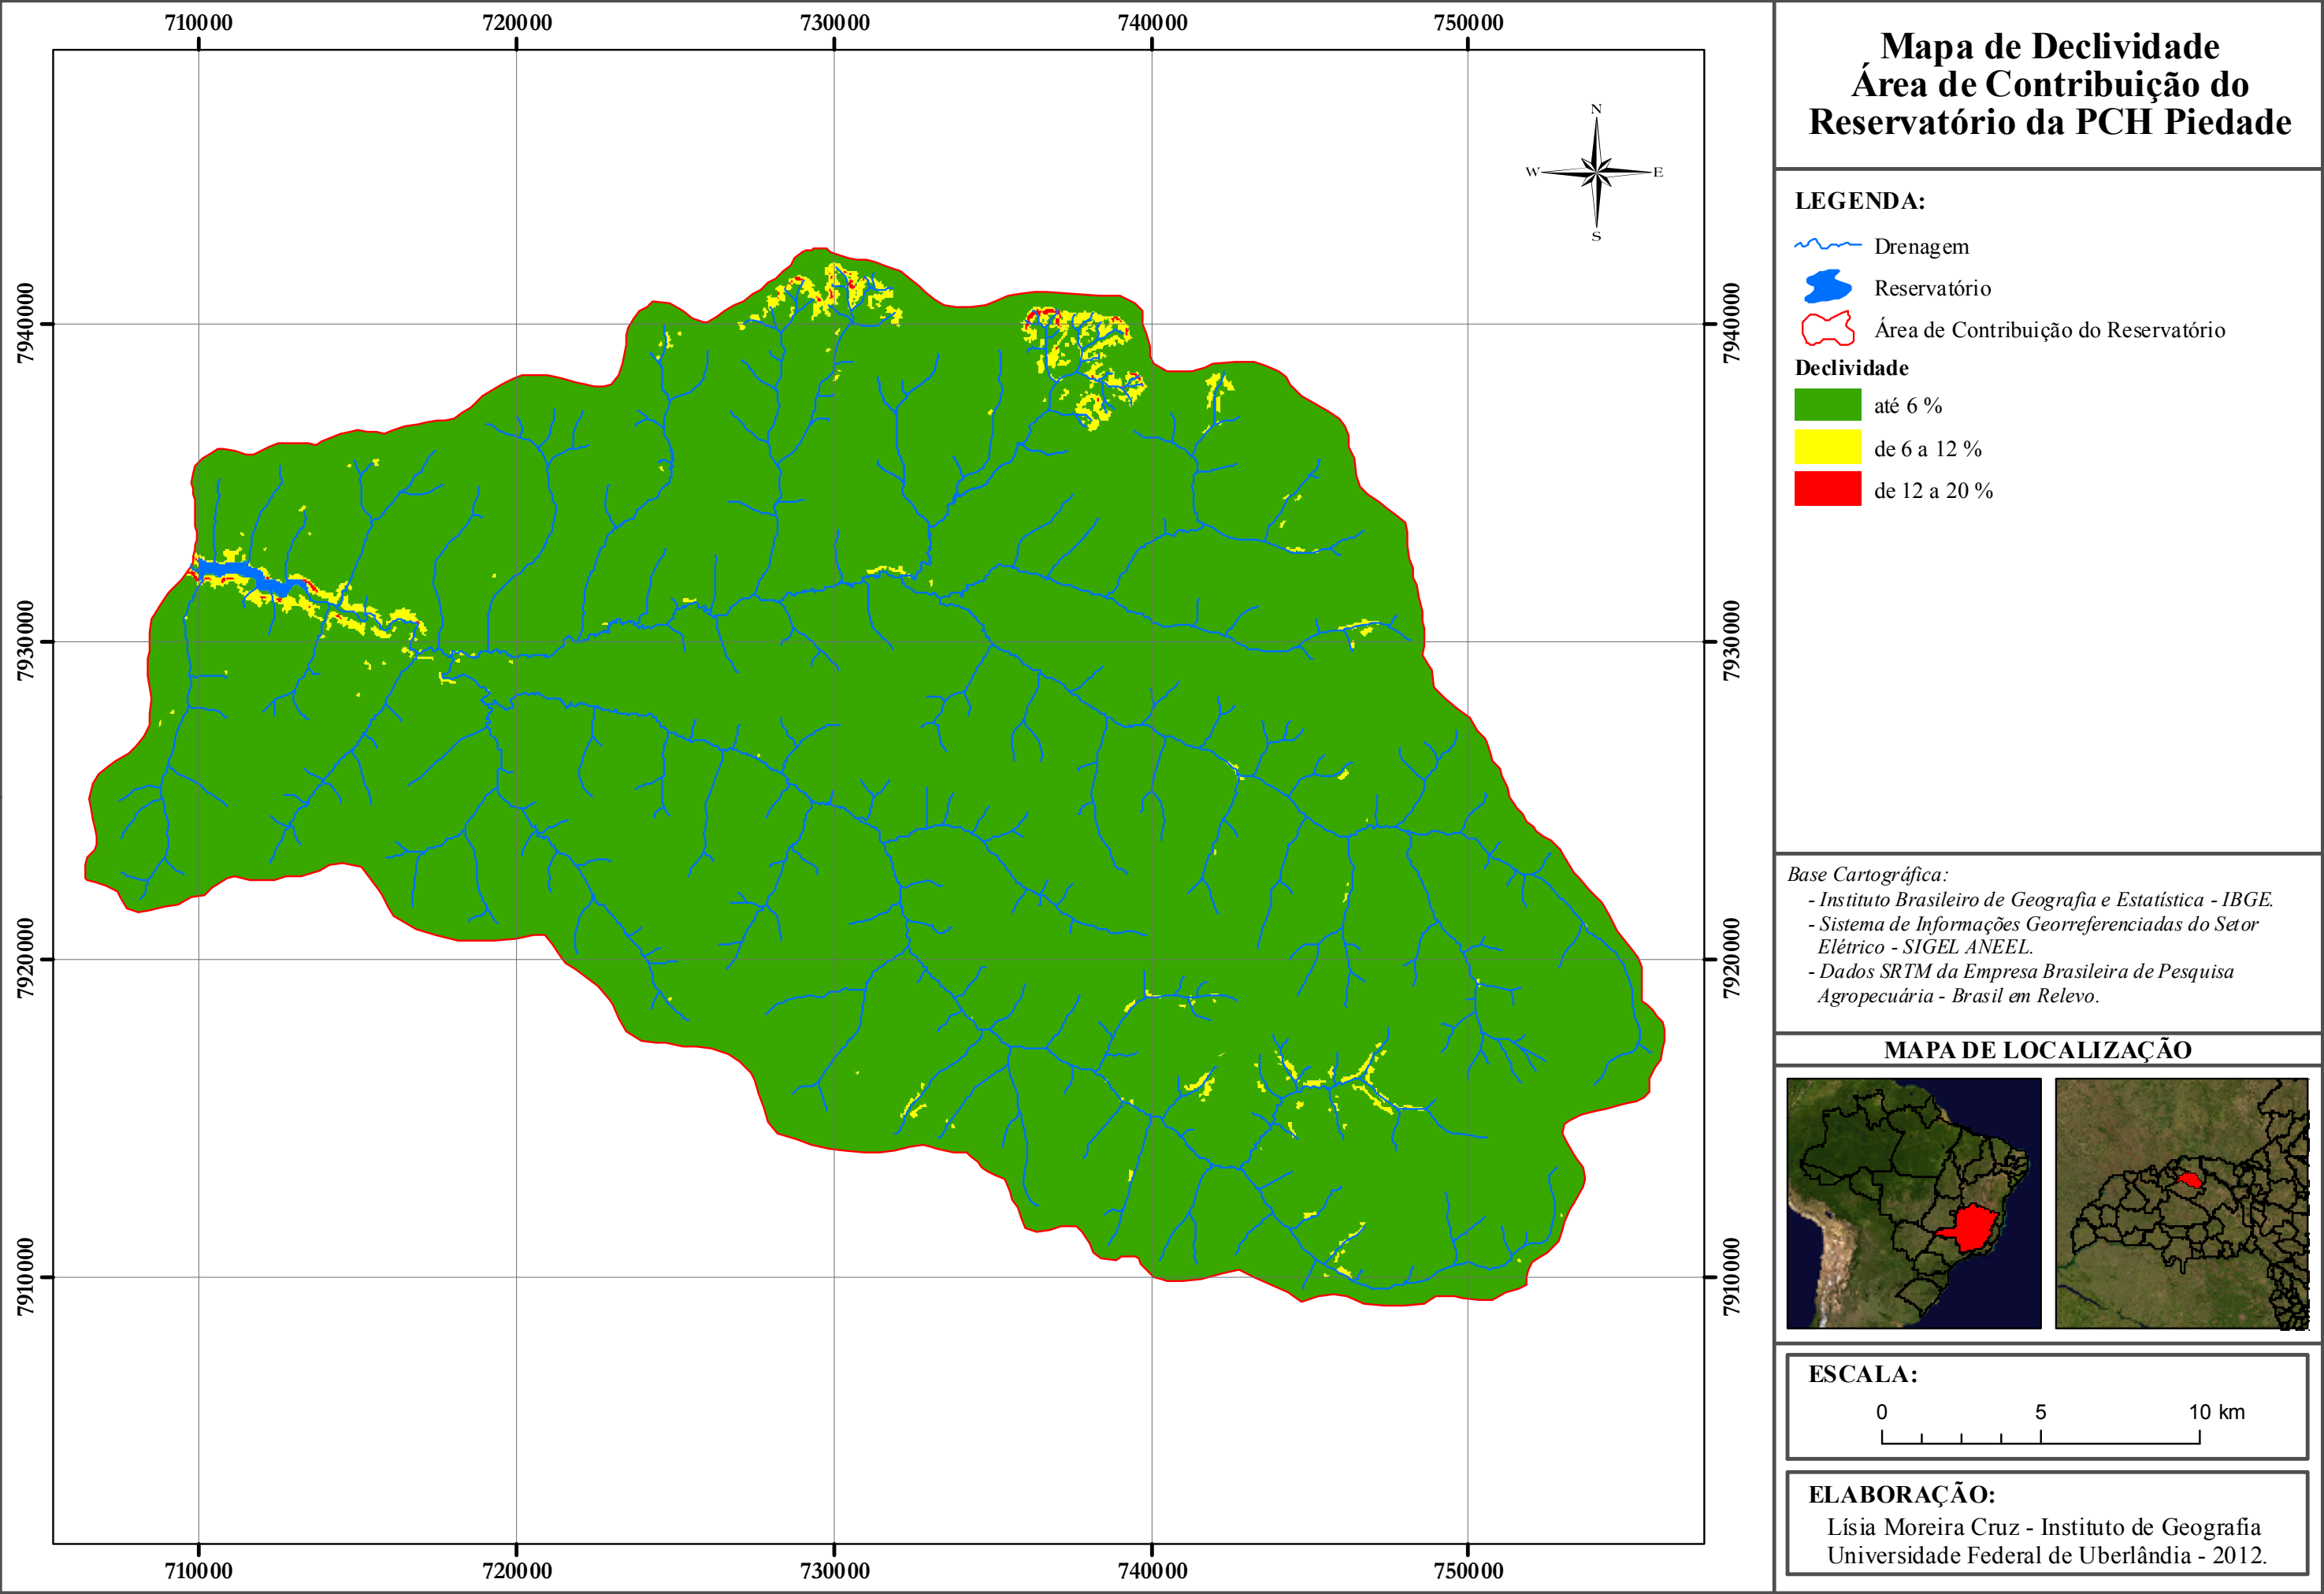 710000 720000 730000 740000 750000
Mapa de Declividade
Área de Contribuição do
Reservatório da PCH Piedade
N
W E
S
LEGENDA:
Drenagem
Reservatório
Área de Contribuição do Reservatório
Declividade
até 6 %
de 6 a 12 %
de 12 a 20 %
7940000 7940000
7930000 7930000
7920000 7920000
7910000 7910000
Base Cartográfica:
- Instituto Brasileiro de Geografia e Estatística - IBGE.
- Sistema de Informações Georreferenciadas do Setor
Elétrico - SIGEL ANEEL.
- Dados SRTM da Empresa Brasileira de Pesquisa
Agropecuária - Brasil em Relevo.
MAPA DE LOCALIZAÇÃO
ESCALA:
0 5 10 km
ELABORAÇÃO:
Lísia Moreira Cruz - Instituto de Geografia
Universidade Federal de Uberlândia - 2012.
710000 720000 730000 740000 750000